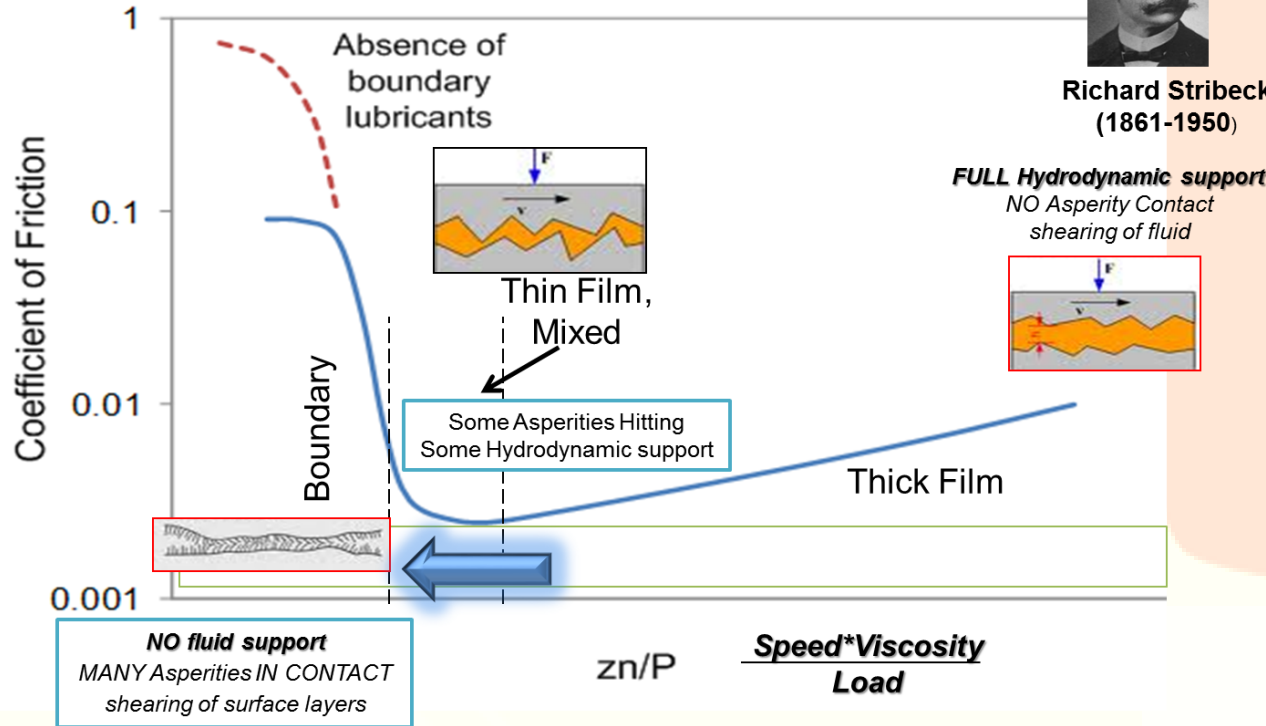 1
0.1
0.01
0.001
Coefficient of Friction
Absence of
boundary
lubricants
F
v
Thin Film,
Mixed
Boundary
Some Asperities Hitting
Some Hydrodynamic support
Richard Stribeck
(1861-1950)
FULL Hydrodynamic support
NO Asperity Contact
shearing of fluid
F
v
Thick Film
NO fluid support
MANY Asperities IN CONTACT
shearing of surface layers
zn/P
Speed*Viscosity
Load